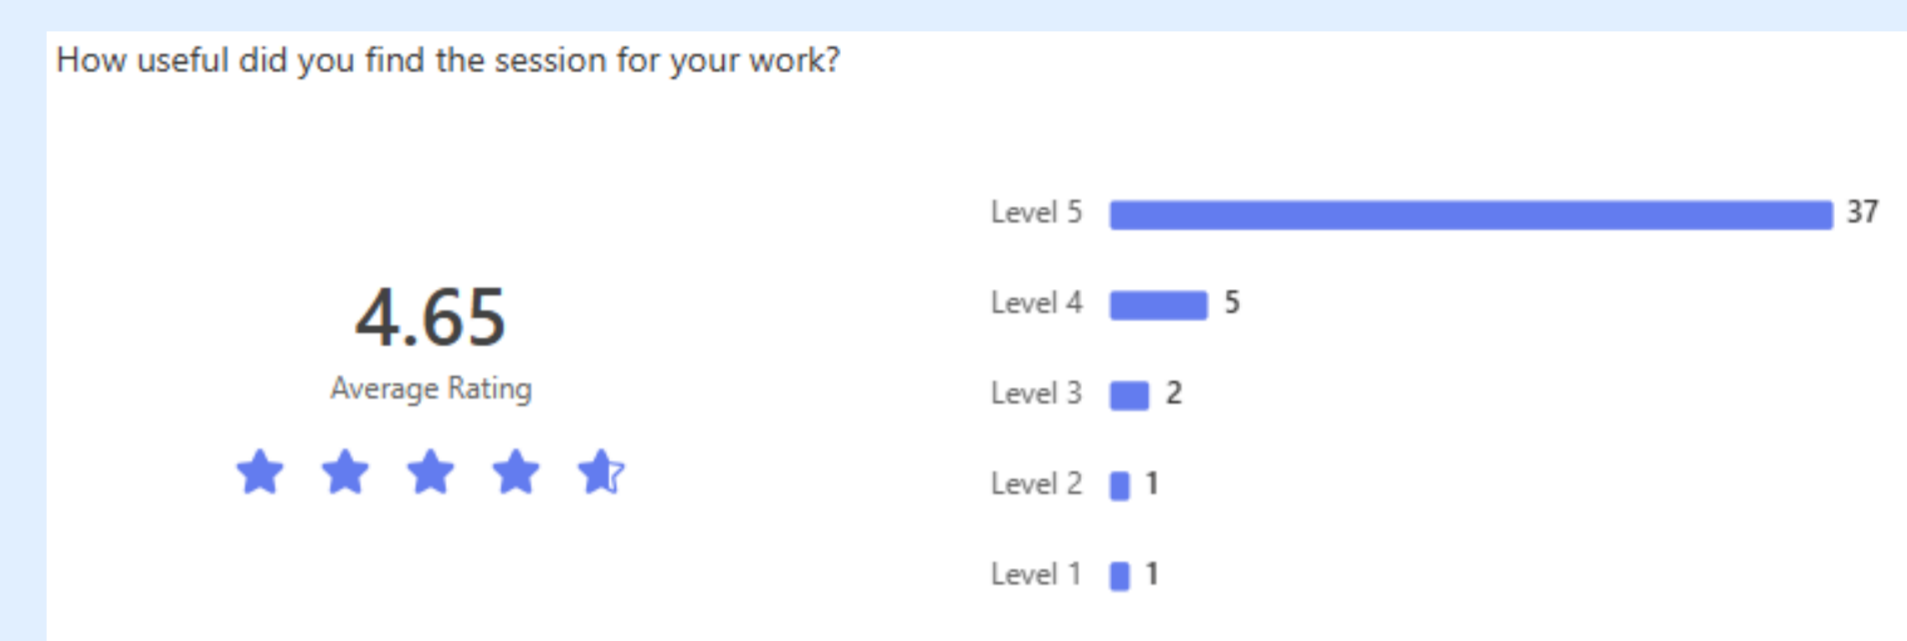 How useful did you find the session for your work?
4.65
Average Rating
Level 5 37
Level 4 5
Level 3 2
Level 2 1
Level 1 1